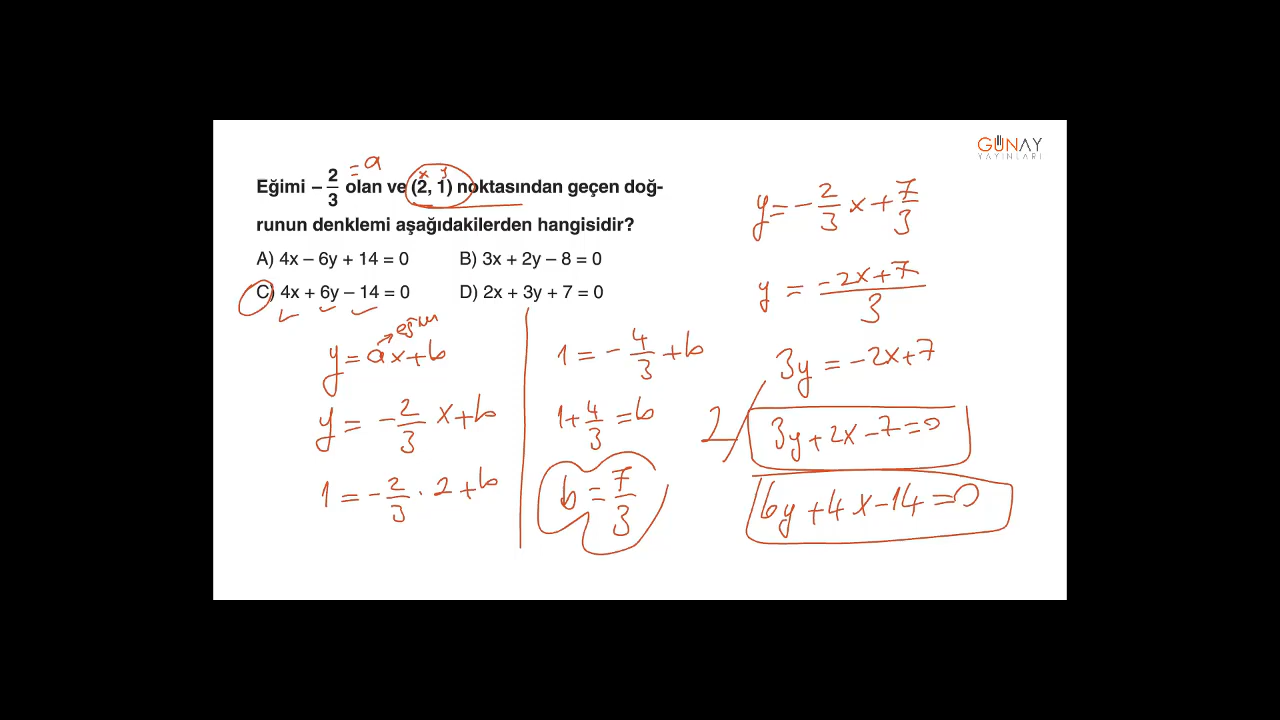 GÜNAY
YAYINLARI
Eğimi −2/3 olan ve (2, 1) noktasından geçen doğ-
= a
x y
runun denklemi aşağıdakilerden hangisidir?
A) 4x − 6y + 14 = 0
B) 3x + 2y − 8 = 0
C) 4x + 6y − 14 = 0
D) 2x + 3y + 7 = 0
eğim
y = ax + b
y = −2/3 x + b
1 = −2/3 · 2 + b
1 = −4/3 + b
1 + 4/3 = b
b = 7/3
y = −2/3 x + 7/3
y = −2x + 7/3
3y = −2x + 7
2/ 3y + 2x − 7 = 0
6y + 4x − 14 = 0